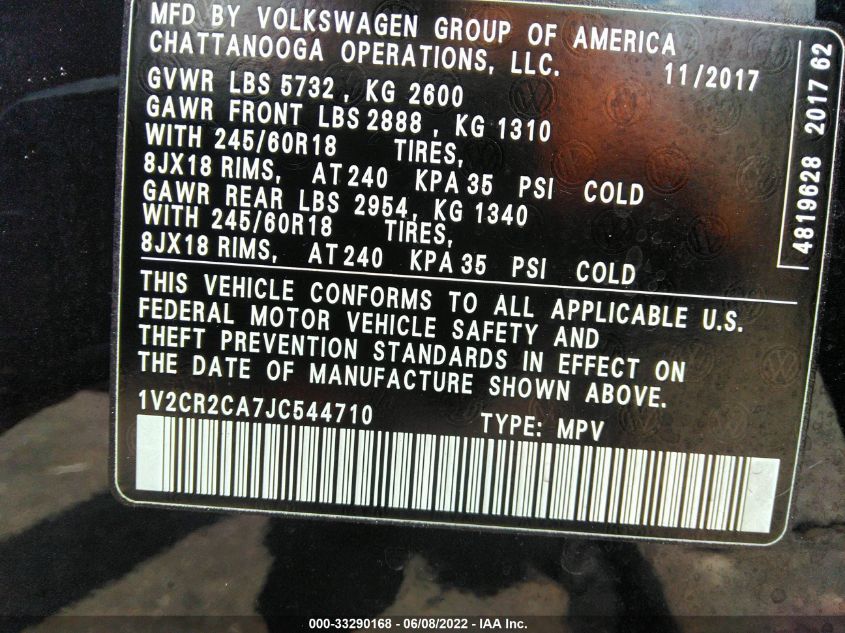 MFD BY VOLKSWAGEN GROUP OF AMERICA
CHATTANOOGA OPERATIONS, LLC.
11/2017
GVWR LBS 5732, KG 2600
GAWR FRONT LBS 2888, KG 1310
WITH 245/60R18 TIRES,
8JX18 RIMS, AT 240 KPA 35 PSI COLD
GAWR REAR LBS 2954, KG 1340
WITH 245/60R18 TIRES,
8JX18 RIMS, AT 240 KPA 35 PSI COLD
THIS VEHICLE CONFORMS TO ALL APPLICABLE U.S.
FEDERAL MOTOR VEHICLE SAFETY AND
THEFT PREVENTION STANDARDS IN EFFECT ON
THE DATE OF MANUFACTURE SHOWN ABOVE.
1V2CR2CA7JC544710 TYPE: MPV
4819628 2017 62
000-33290168 - 06/08/2022 - IAA Inc.